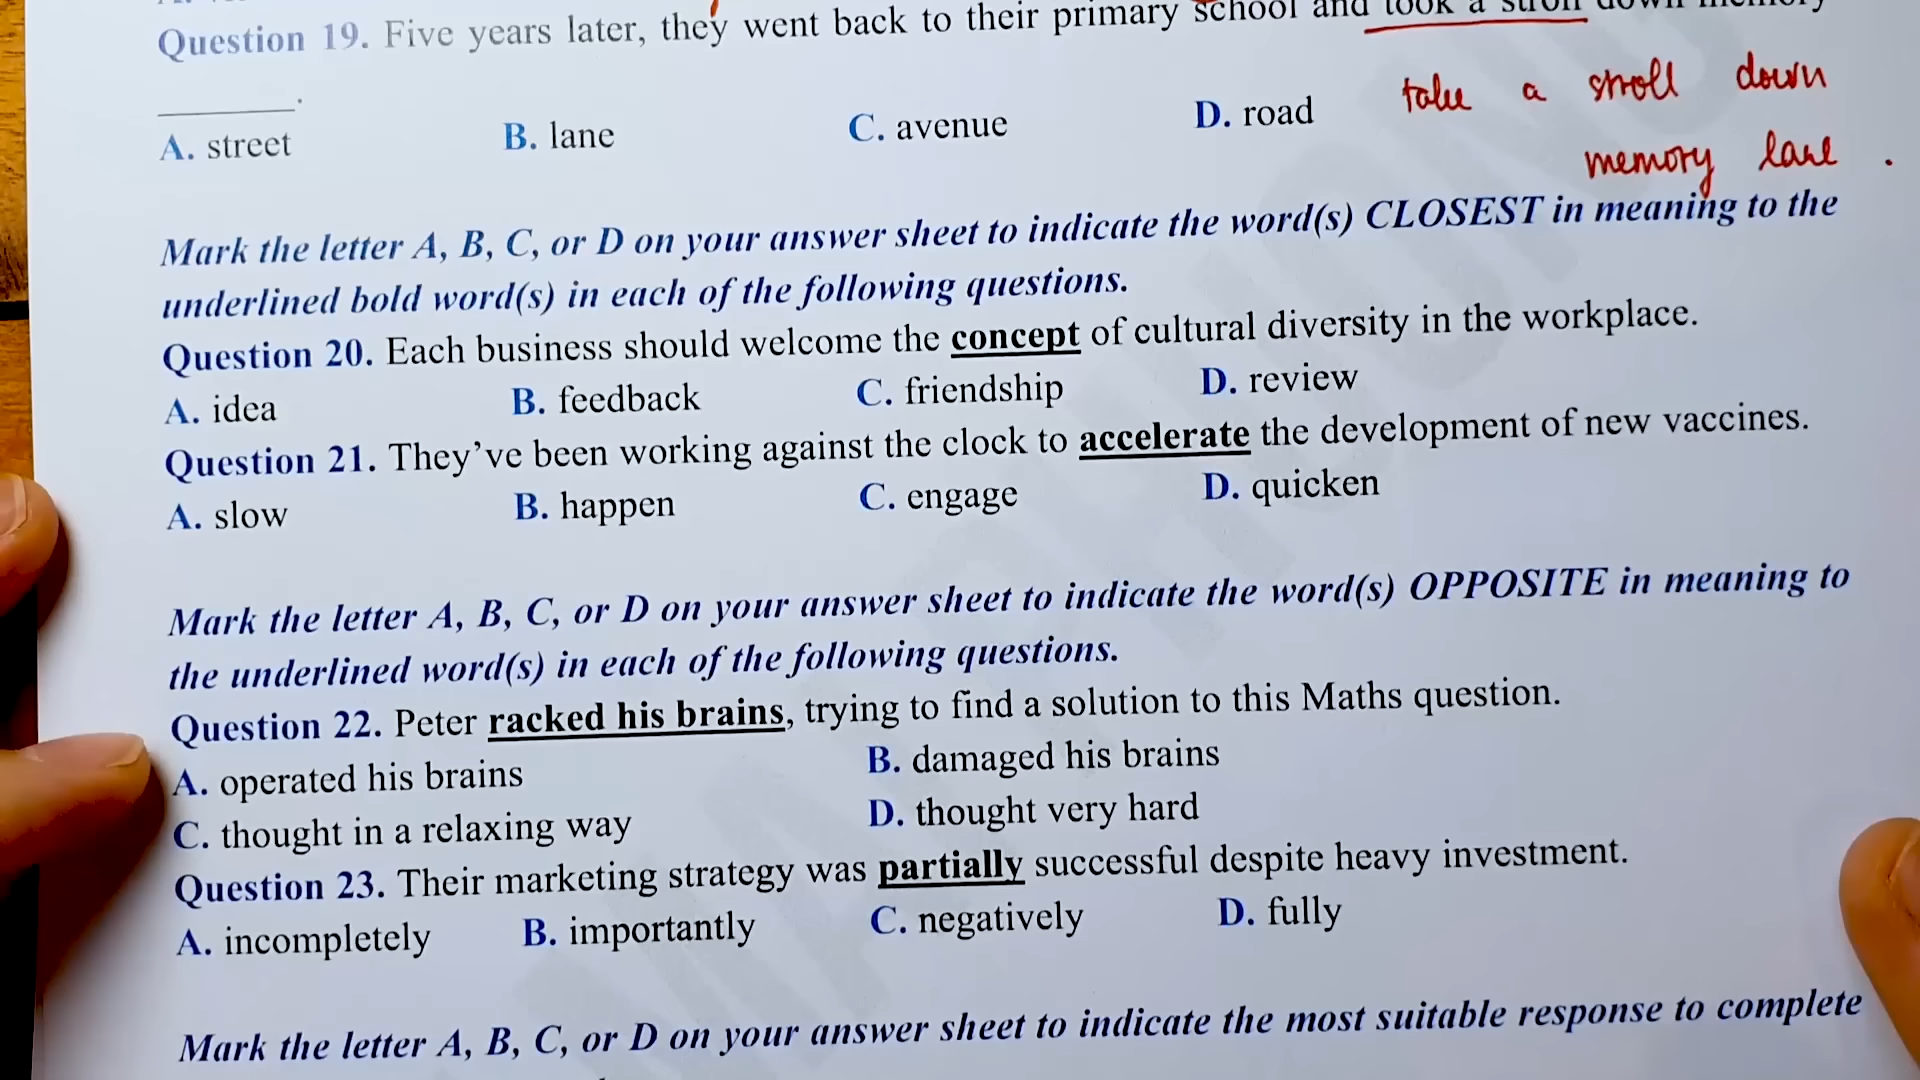 Question 19. Five years later, they went back to their primary school and took a stroll down memory
________.
A. street B. lane C. avenue D. road
take a stroll down
memory lane.
Mark the letter A, B, C, or D on your answer sheet to indicate the word(s) CLOSEST in meaning to the
underlined bold word(s) in each of the following questions.
Question 20. Each business should welcome the concept of cultural diversity in the workplace.
A. idea B. feedback C. friendship D. review
Question 21. They’ve been working against the clock to accelerate the development of new vaccines.
A. slow B. happen C. engage D. quicken
Mark the letter A, B, C, or D on your answer sheet to indicate the word(s) OPPOSITE in meaning to
the underlined word(s) in each of the following questions.
Question 22. Peter racked his brains, trying to find a solution to this Maths question.
A. operated his brains B. damaged his brains
C. thought in a relaxing way D. thought very hard
Question 23. Their marketing strategy was partially successful despite heavy investment.
A. incompletely B. importantly C. negatively D. fully
Mark the letter A, B, C, or D on your answer sheet to indicate the most suitable response to complete